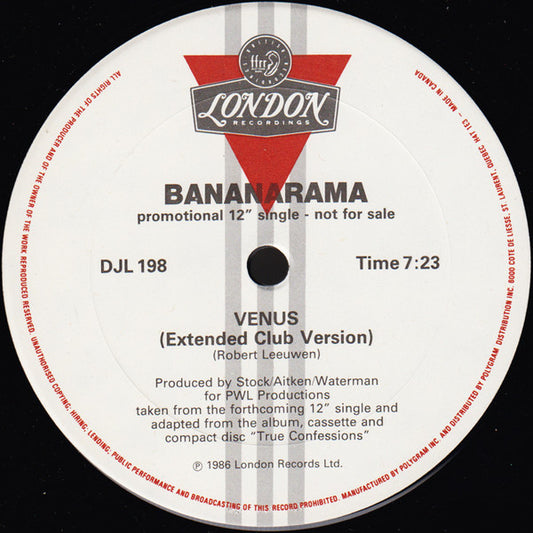 ffrr
LONDON
RECORDINGS
BANANARAMA
promotional 12" single - not for sale
DJL 198
Time 7:23
VENUS
(Extended Club Version)
(Robert Leeuwen)
Produced by Stock/Aitken/Waterman
for PWL Productions
taken from the forthcoming 12" single and
adapted from the album, cassette and
compact disc "True Confessions"
℗ 1986 London Records Ltd.
ALL RIGHTS OF THE PRODUCER AND OF THE OWNER OF THE WORK REPRODUCED RESERVED. UNAUTHORISED COPYING, HIRING, LENDING, PUBLIC PERFORMANCE AND BROADCASTING OF THIS RECORD PROHIBITED. MANUFACTURED BY POLYGRAM INC. AND DISTRIBUTED BY POLYGRAM DISTRIBUTION INC. 6000 COTE DE LIESSE, ST. LAURENT, QUEBEC H4T 1E3 - MADE IN CANADA